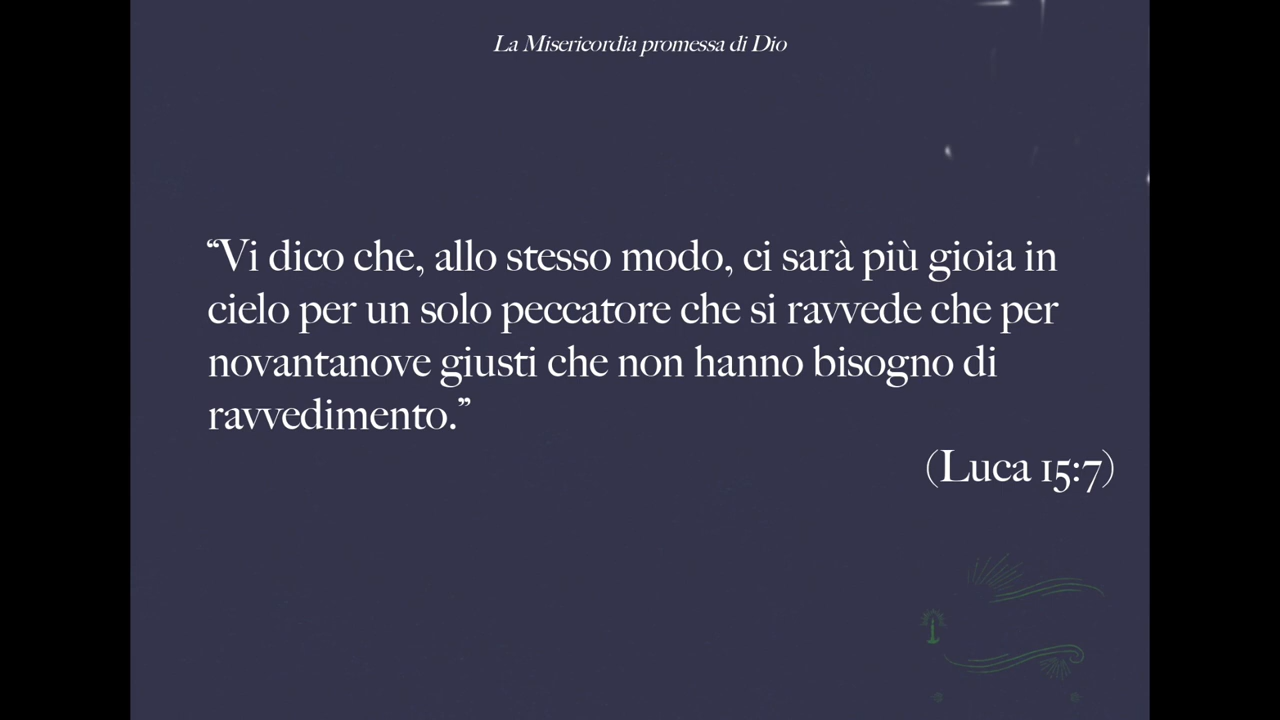 La Misericordia promessa di Dio
“Vi dico che, allo stesso modo, ci sarà più gioia in
cielo per un solo peccatore che si ravvede che per
novantanove giusti che non hanno bisogno di
ravvedimento.”
(Luca 15:7)